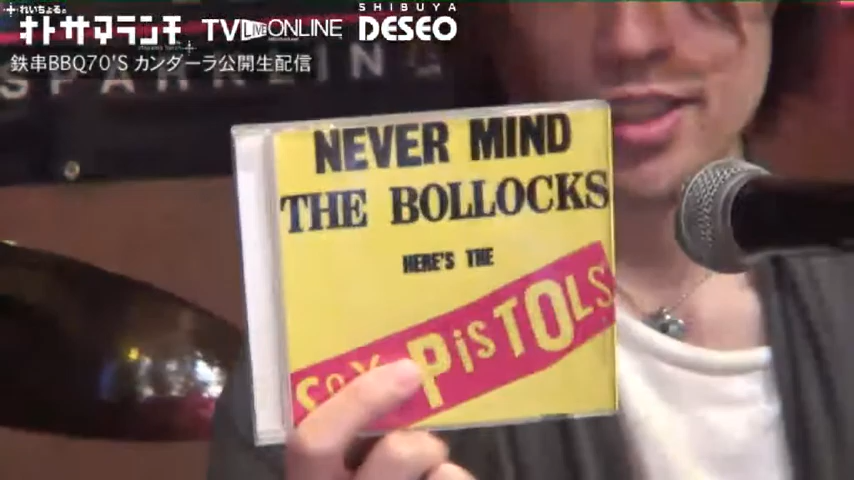 れいちょる。
オトサマランチ
TV LIVE ONLINE
SHIBUYA
DESEO
鉄串BBQ70'S カンダーラ公開生配信
SPARKLING
NEVER MIND
THE BOLLOCKS
HERE'S THE
SEX PiSTOLS